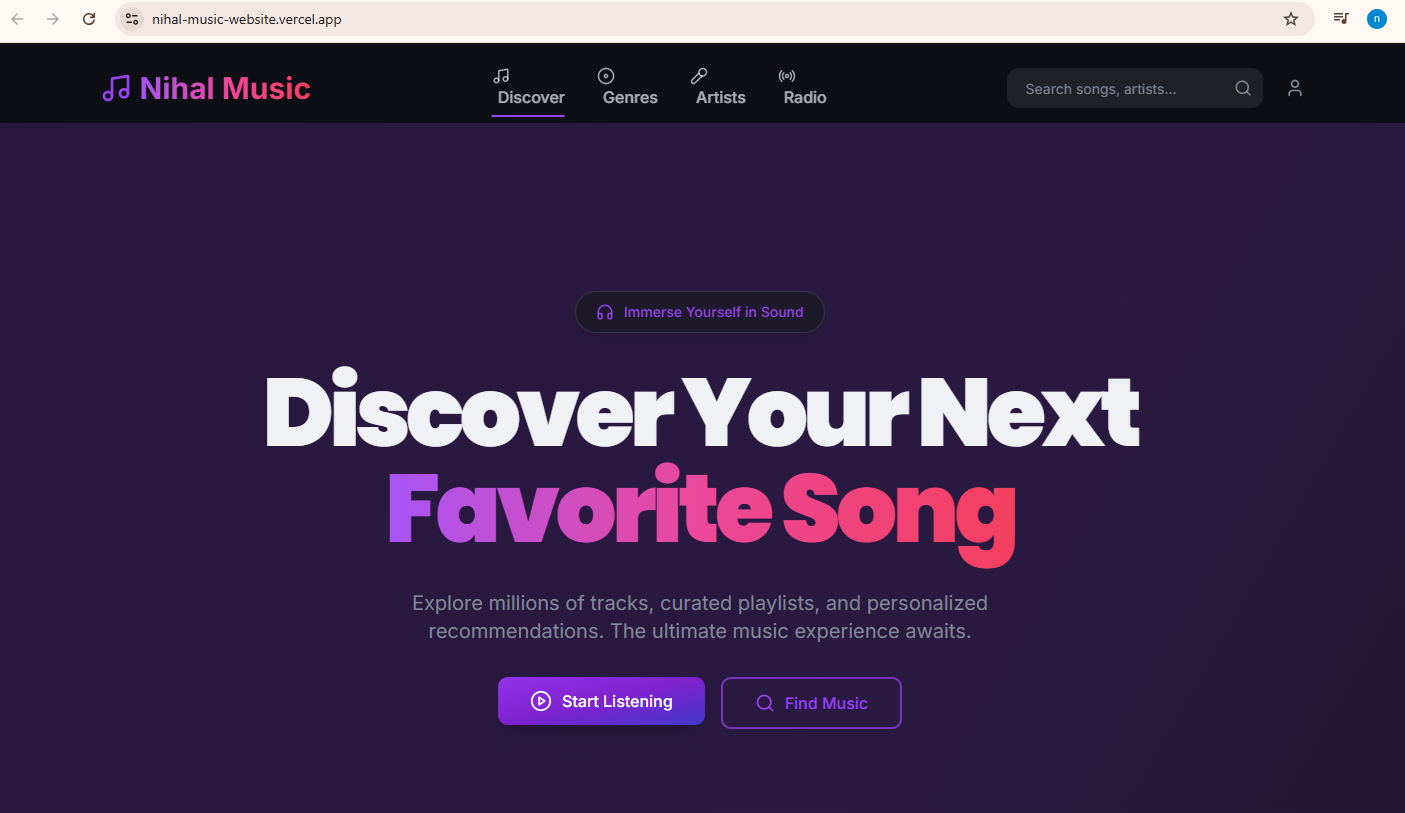 nihal-music-website.vercel.app
n
Nihal Music
Discover
Genres
Artists
Radio
Search songs, artists...
Immerse Yourself in Sound
Discover Your Next
Favorite Song
Explore millions of tracks, curated playlists, and personalized
recommendations. The ultimate music experience awaits.
Start Listening
Find Music